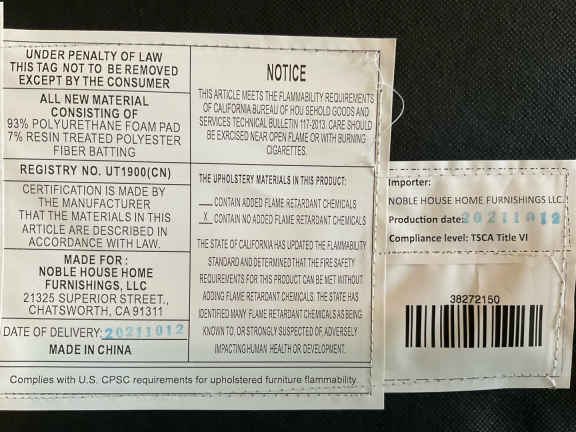 UNDER PENALTY OF LAW
THIS TAG NOT TO BE REMOVED
EXCEPT BY THE CONSUMER
ALL NEW MATERIAL
CONSISTING OF
93% POLYURETHANE FOAM PAD
7% RESIN TREATED POLYESTER
FIBER BATTING
REGISTRY NO. UT1900(CN)
CERTIFICATION IS MADE BY
THE MANUFACTURER
THAT THE MATERIALS IN THIS
ARTICLE ARE DESCRIBED IN
ACCORDANCE WITH LAW.
MADE FOR :
NOBLE HOUSE HOME
FURNISHINGS, LLC
21325 SUPERIOR STREET.,
CHATSWORTH, CA 91311
DATE OF DELIVERY: 20211012
MADE IN CHINA
NOTICE
THIS ARTICLE MEETS THE FLAMMABILITY REQUIREMENTS
OF CALIFORNIA BUREAU OF HOU SEHOLD GOODS AND
SERVICES TECHNICAL BULLETIN 117-2013. CARE SHOULD
BE EXRCISED NEAR OPEN FLAME OR WITH BURNING
CIGARETTES.
THE UPHOLSTERY MATERIALS IN THIS PRODUCT:
___ CONTAIN ADDED FLAME RETARDANT CHEMICALS
_X_ CONTAIN NO ADDED FLAME RETARDANT CHEMICALS
THE STATE OF CALIFORNIA HAS UPDATED THE FLAMMABILITY
STANDARD AND DETERMINED THAT THE FIRE SAFETY
REQUIREMENTS FOR THIS PRODUCT CAN BE MET WITHOUT
ADDING FLAME RETARDANT CHEMICALS. THE STATE HAS
IDENTIFIED MANY FLAME RETARDANT CHEMICALS AS BEING
KNOWN TO, OR STRONGLY SUSPECTED OF, ADVERSELY
IMPACTING HUMAN HEALTH OR DEVELOPMENT.
Complies with U.S. CPSC requirements for upholstered furniture flammability.
Importer:
NOBLE HOUSE HOME FURNISHINGS LLC.
Production date: 20211012
Compliance level: TSCA Title VI
38272150